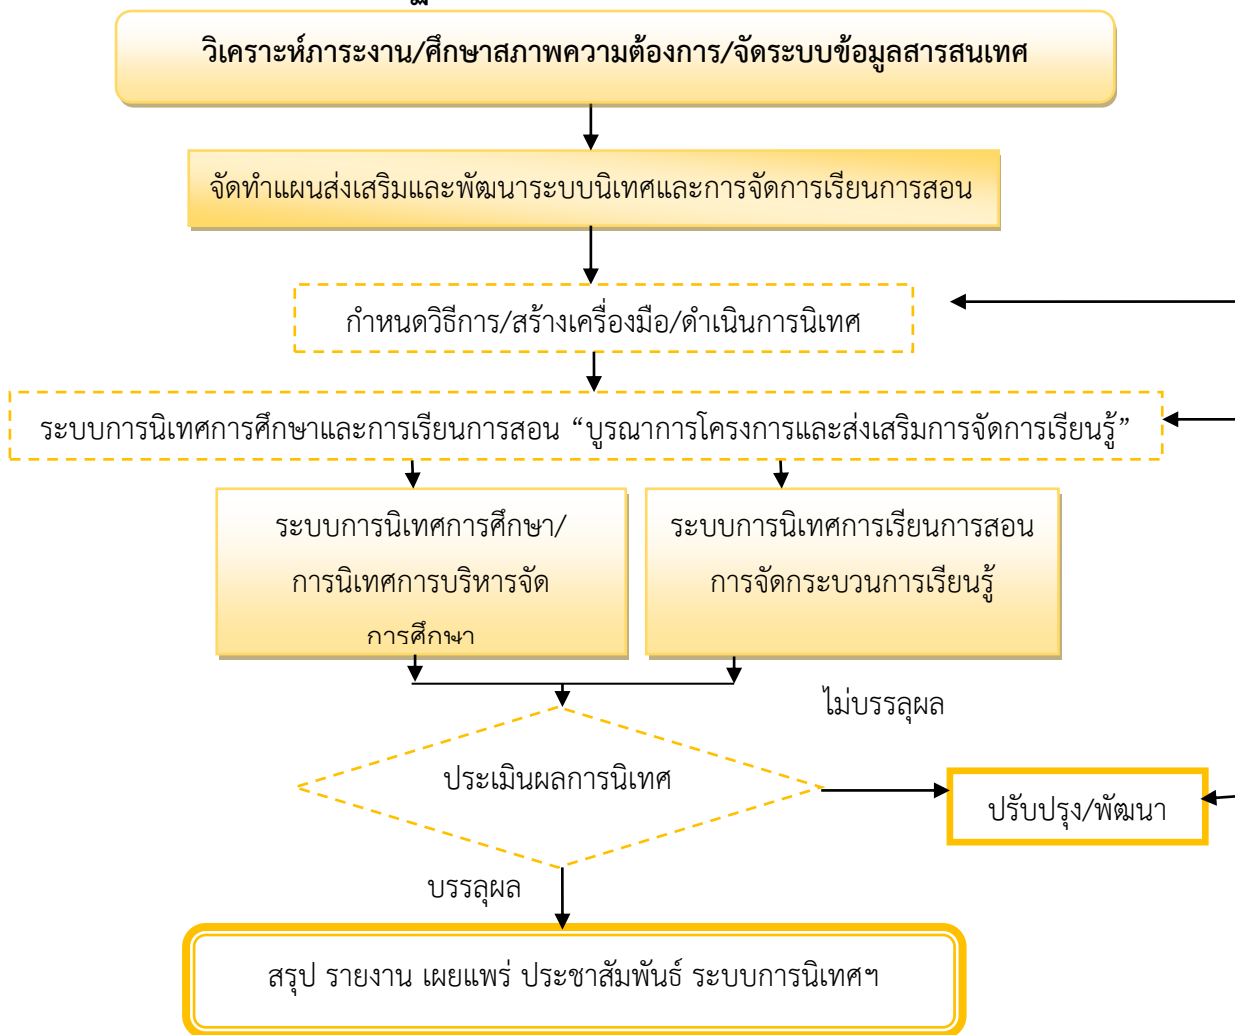 วิเคราะห์ภาระงาน/ศึกษาสภาพความต้องการ/จัดระบบข้อมูลสารสนเทศ
จัดทำแผนส่งเสริมและพัฒนาระบบนิเทศและการจัดการเรียนการสอน
กำหนดวิธีการ/สร้างเครื่องมือ/ดำเนินการนิเทศ
ระบบการนิเทศการศึกษาและการเรียนการสอน “บูรณาการโครงการและส่งเสริมการจัดการเรียนรู้”
ระบบการนิเทศการศึกษา/
การนิเทศการบริหารจัด
การศึกษา
ระบบการนิเทศการเรียนการสอน
การจัดกระบวนการเรียนรู้
ไม่บรรลุผล
ประเมินผลการนิเทศ
ปรับปรุง/พัฒนา
บรรลุผล
สรุป รายงาน เผยแพร่ ประชาสัมพันธ์ ระบบการนิเทศฯ